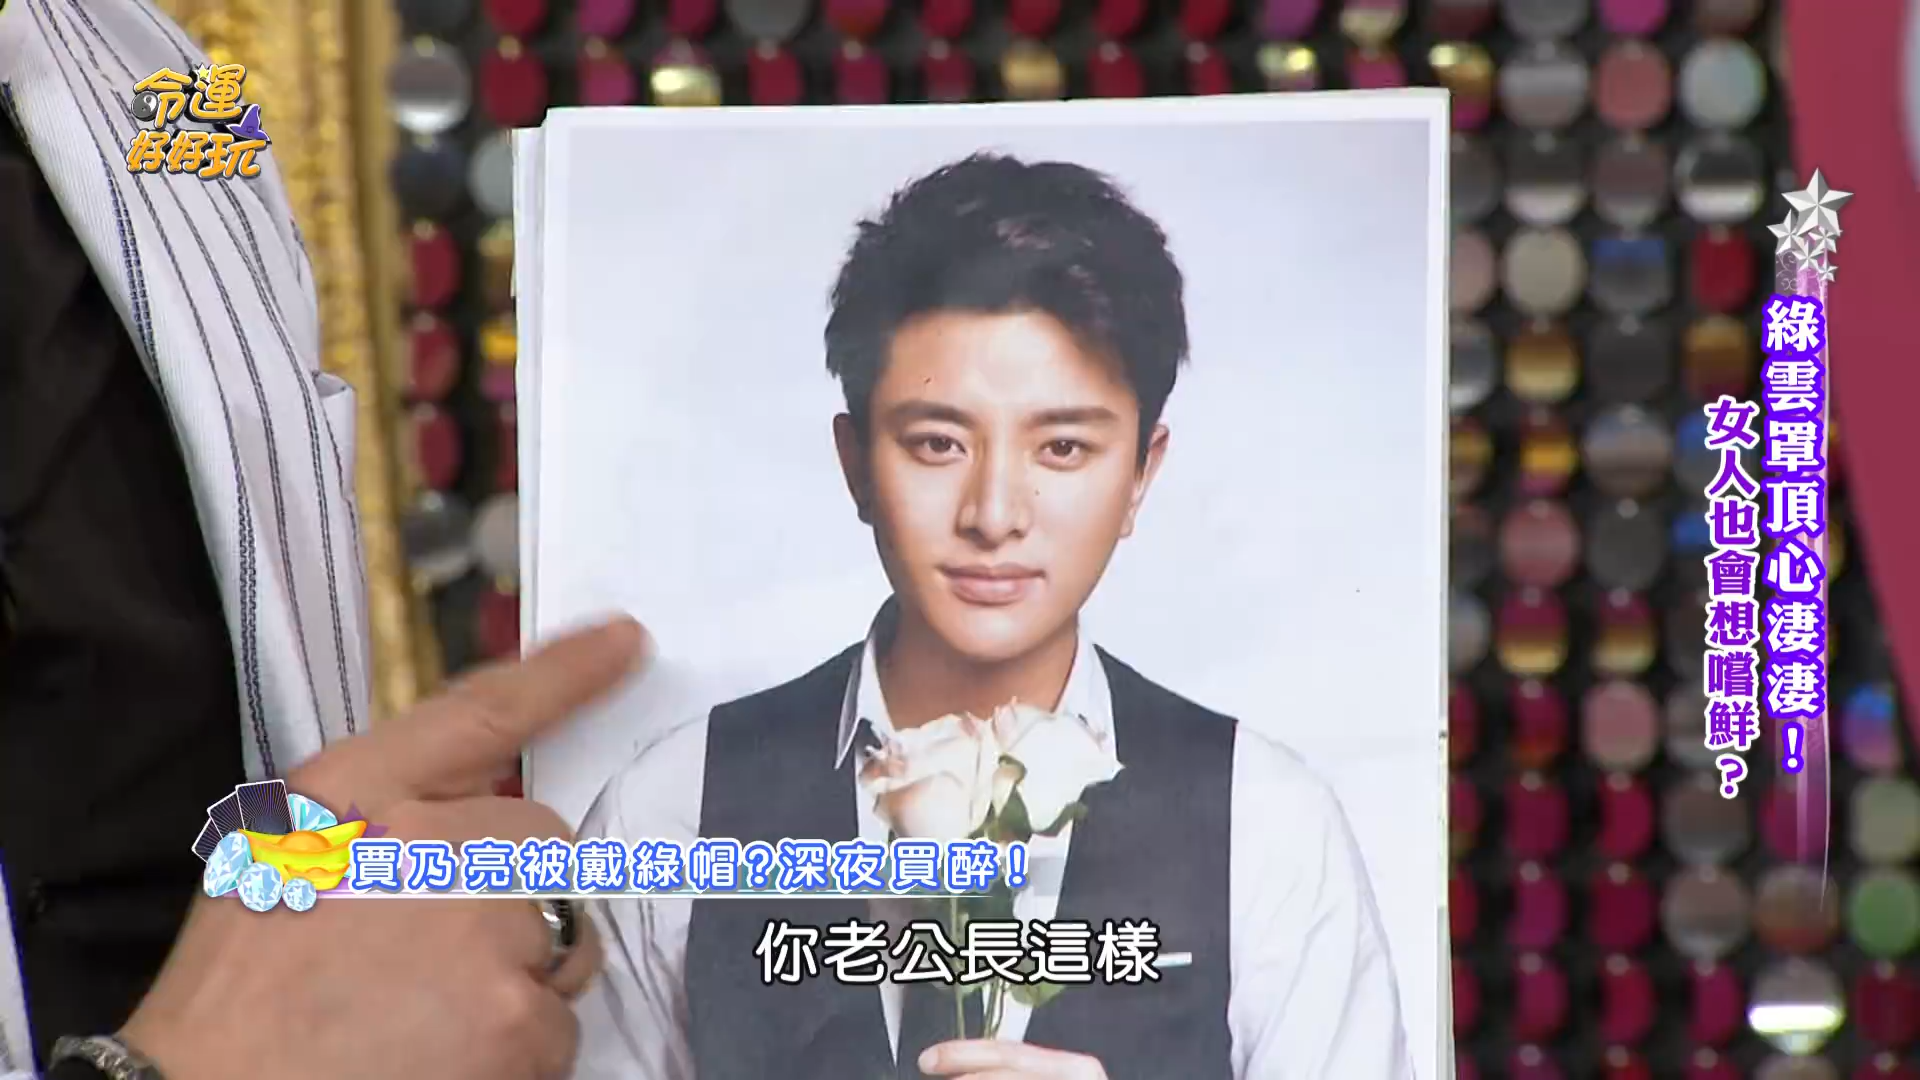 命運
好好玩
綠雲罩頂心淒淒！
女人也會想嚐鮮？
賈乃亮被戴綠帽？深夜買醉！
你老公長這樣